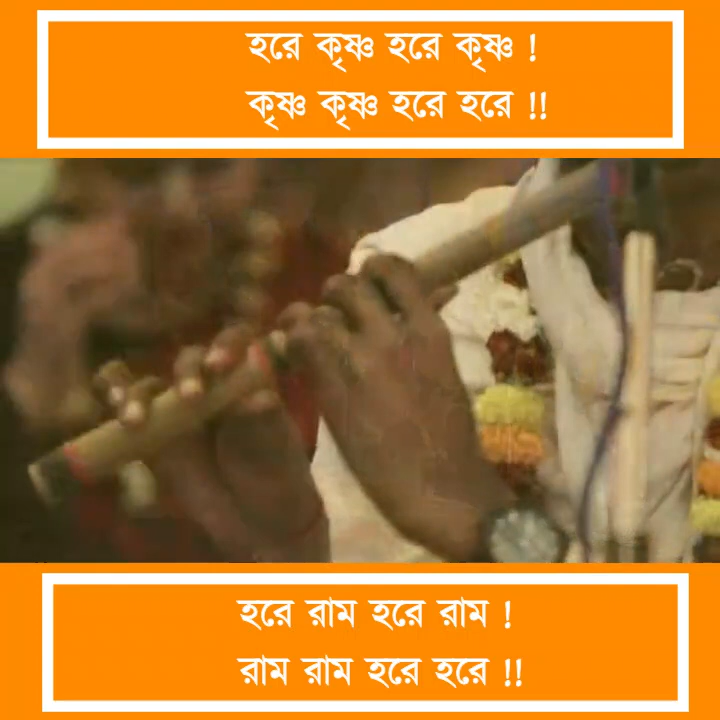 হরে কৃষ্ণ হরে কৃষ্ণ !
কৃষ্ণ কৃষ্ণ হরে হরে !!
হরে রাম হরে রাম !
রাম রাম হরে হরে !!